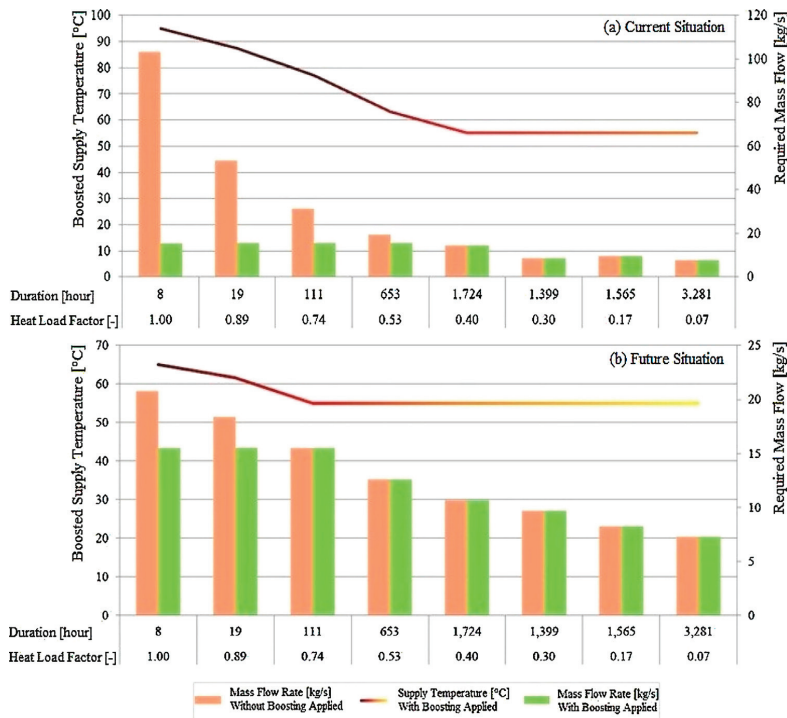 (a) Current Situation
Boosted Supply Temperature [°C]
100
90
80
70
60
50
40
30
20
10
0
Required Mass Flow [kg/s]
120
100
80
60
40
20
0
Duration [hour] 8 19 111 653 1,724 1,399 1,565 3,281
Heat Load Factor [-] 1.00 0.89 0.74 0.53 0.40 0.30 0.17 0.07
(b) Future Situation
Boosted Supply Temperature [°C]
70
60
50
40
30
20
10
0
Required Mass Flow [kg/s]
25
20
15
10
5
0
Duration [hour] 8 19 111 653 1,724 1,399 1,565 3,281
Heat Load Factor [-] 1.00 0.89 0.74 0.53 0.40 0.30 0.17 0.07
Mass Flow Rate [kg/s]
Without Boosting Applied
Supply Temperature [°C]
With Boosting Applied
Mass Flow Rate [kg/s]
With Boosting Applied